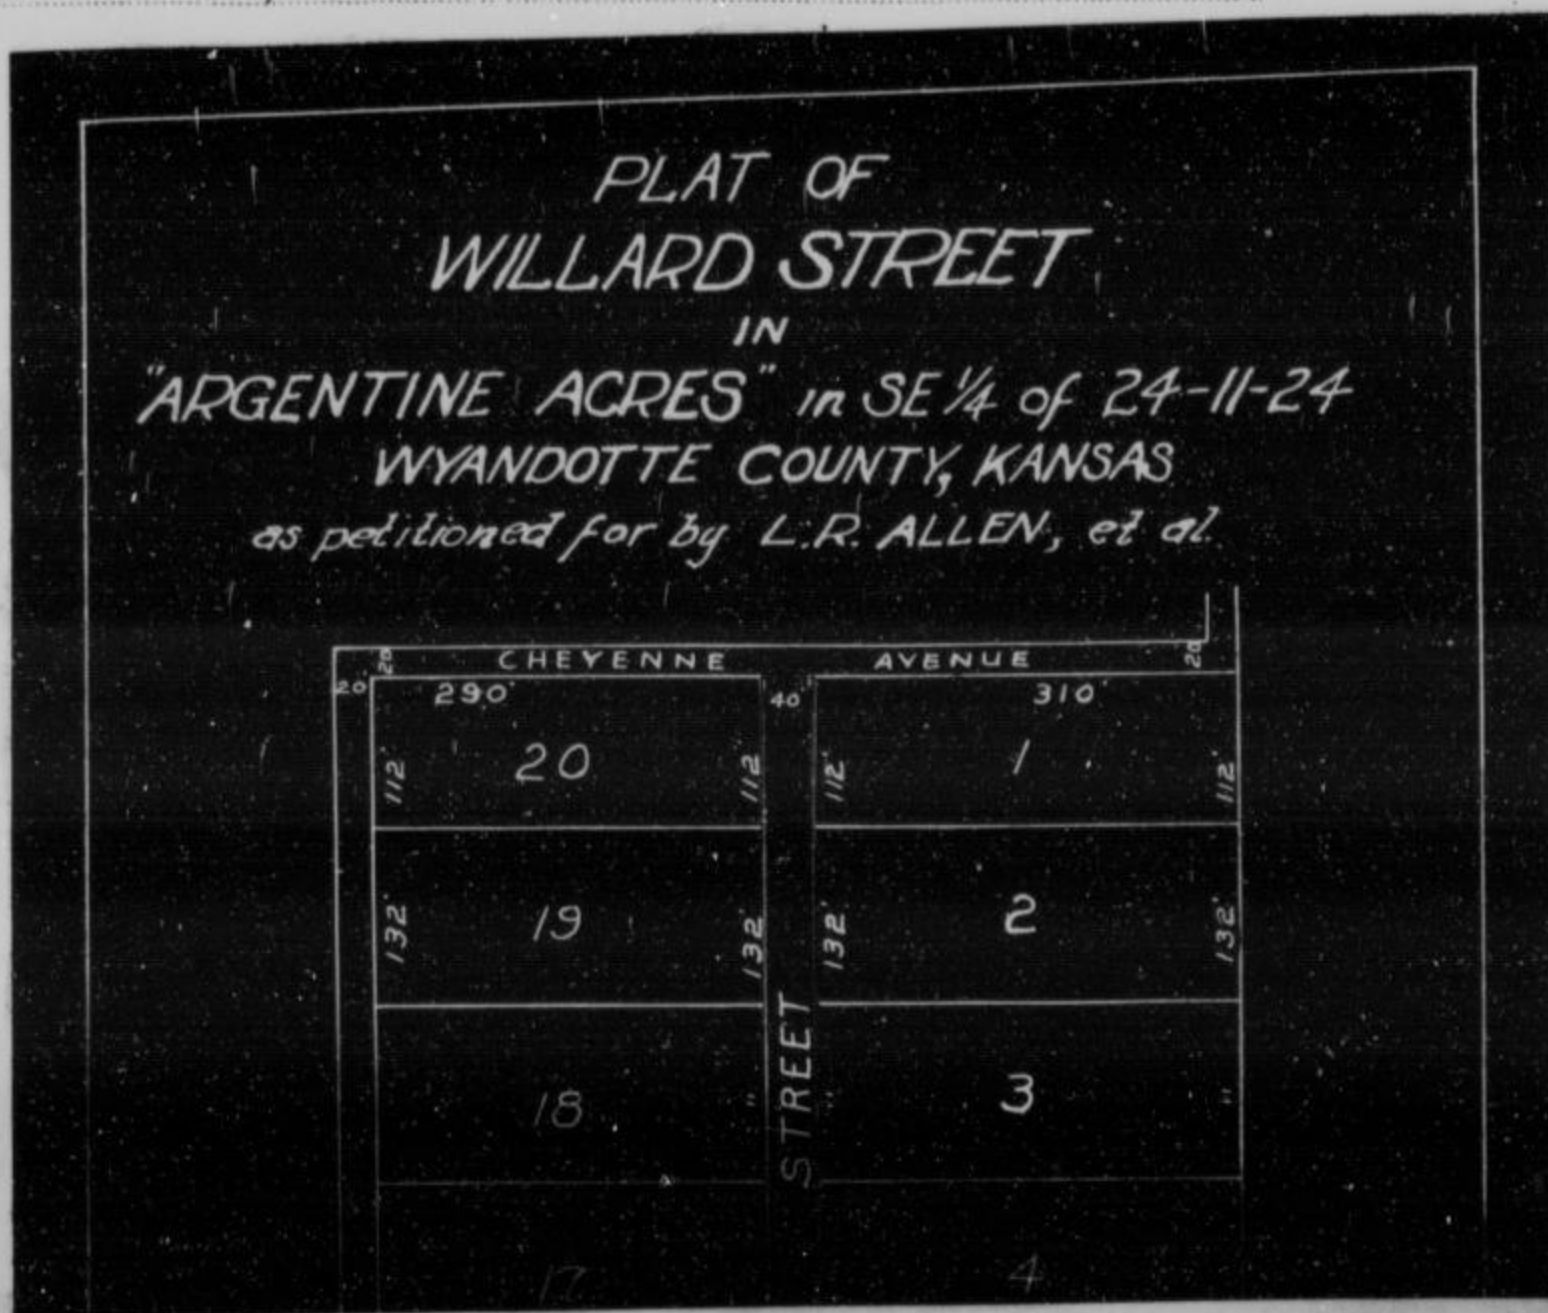 PLAT OF
WILLARD STREET
IN
"ARGENTINE ACRES" in SE ¼ of 24-11-24
WYANDOTTE COUNTY, KANSAS
as petitioned for by L.R. ALLEN, et al.
20' CHEYENNE AVENUE 20'
20' 290' 40' 310'
112' 20 112' 112' 1 112'
132' 19 132' 132' 2 132'
STREET
18 " " 3 "
17 4